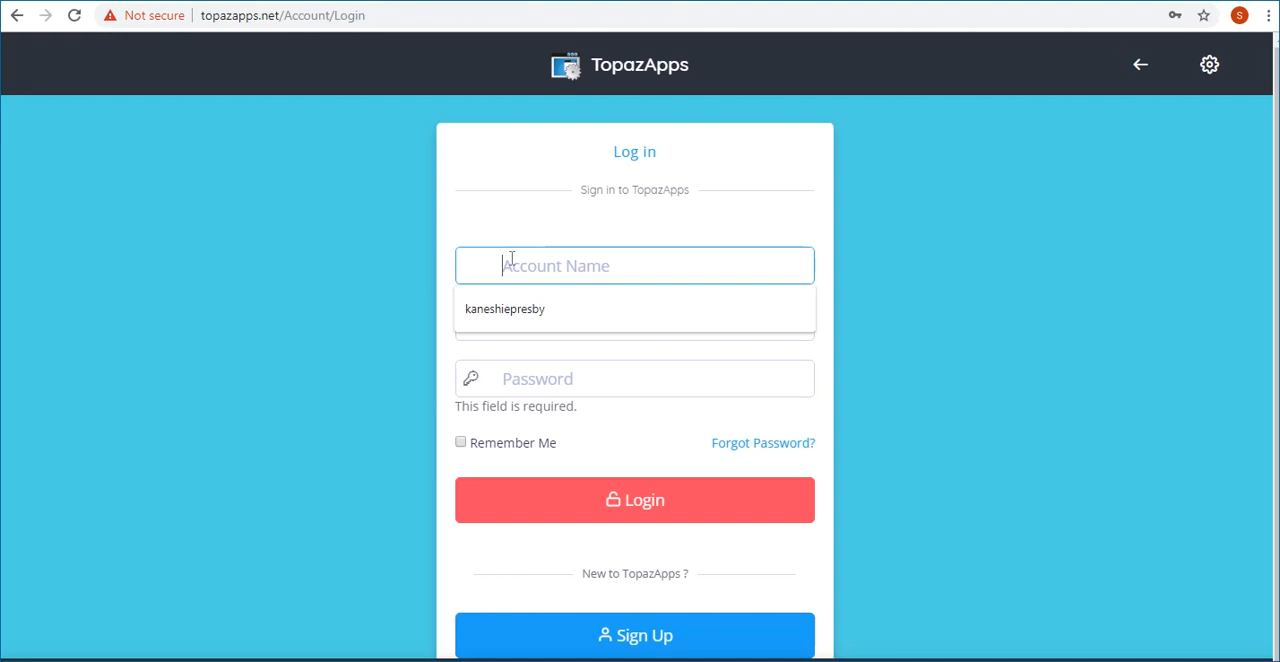 Not secure topazapps.net/Account/Login S
TopazApps
Log in
Sign in to TopazApps
Account Name
kaneshiepresby
Password
This field is required.
Remember Me Forgot Password?
Login
New to TopazApps ?
Sign Up